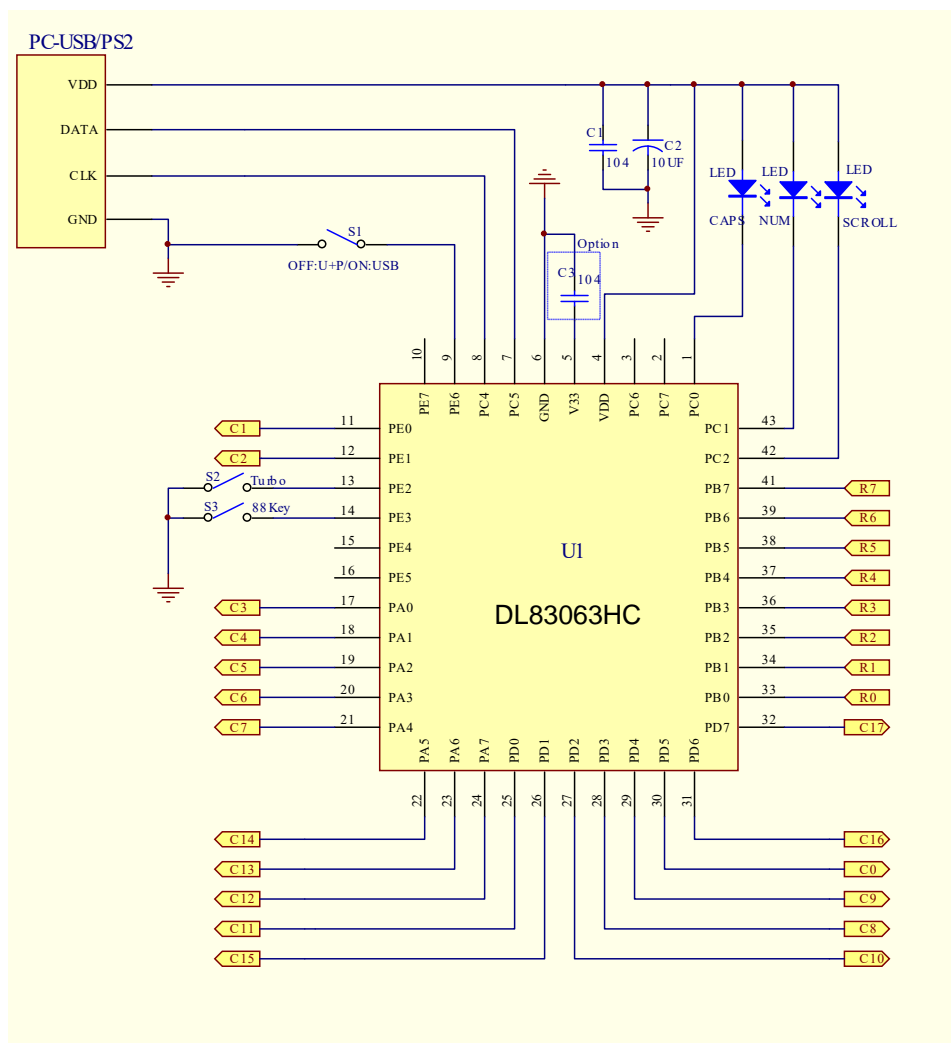 PC-USB/PS2
VDD
DATA
CLK
GND
C1
104
C2
10UF
LED
LED
LED
CAPS
NUM
SCROLL
S1
OFF:U+P/ON:USB
Option
C3
104
10
9
8
7
6
5
4
3
2
1
PE7
PE6
PC4
PC5
GND
V33
VDD
PC6
PC7
PC0
C1
11
PE0
PC1
43
C2
12
PE1
PC2
42
S2
Turbo
13
PE2
PB7
41
R7
S3
88Key
14
PE3
PB6
39
R6
15
PE4
PB5
38
R5
16
PE5
PB4
37
R4
U1
DL83063HC
C3
17
PA0
PB3
36
R3
C4
18
PA1
PB2
35
R2
C5
19
PA2
PB1
34
R1
C6
20
PA3
PB0
33
R0
C7
21
PA4
PD7
32
C17
PA5
PA6
PA7
PD0
PD1
PD2
PD3
PD4
PD5
PD6
22
23
24
25
26
27
28
29
30
31
C14
C16
C13
C0
C12
C9
C11
C8
C15
C10